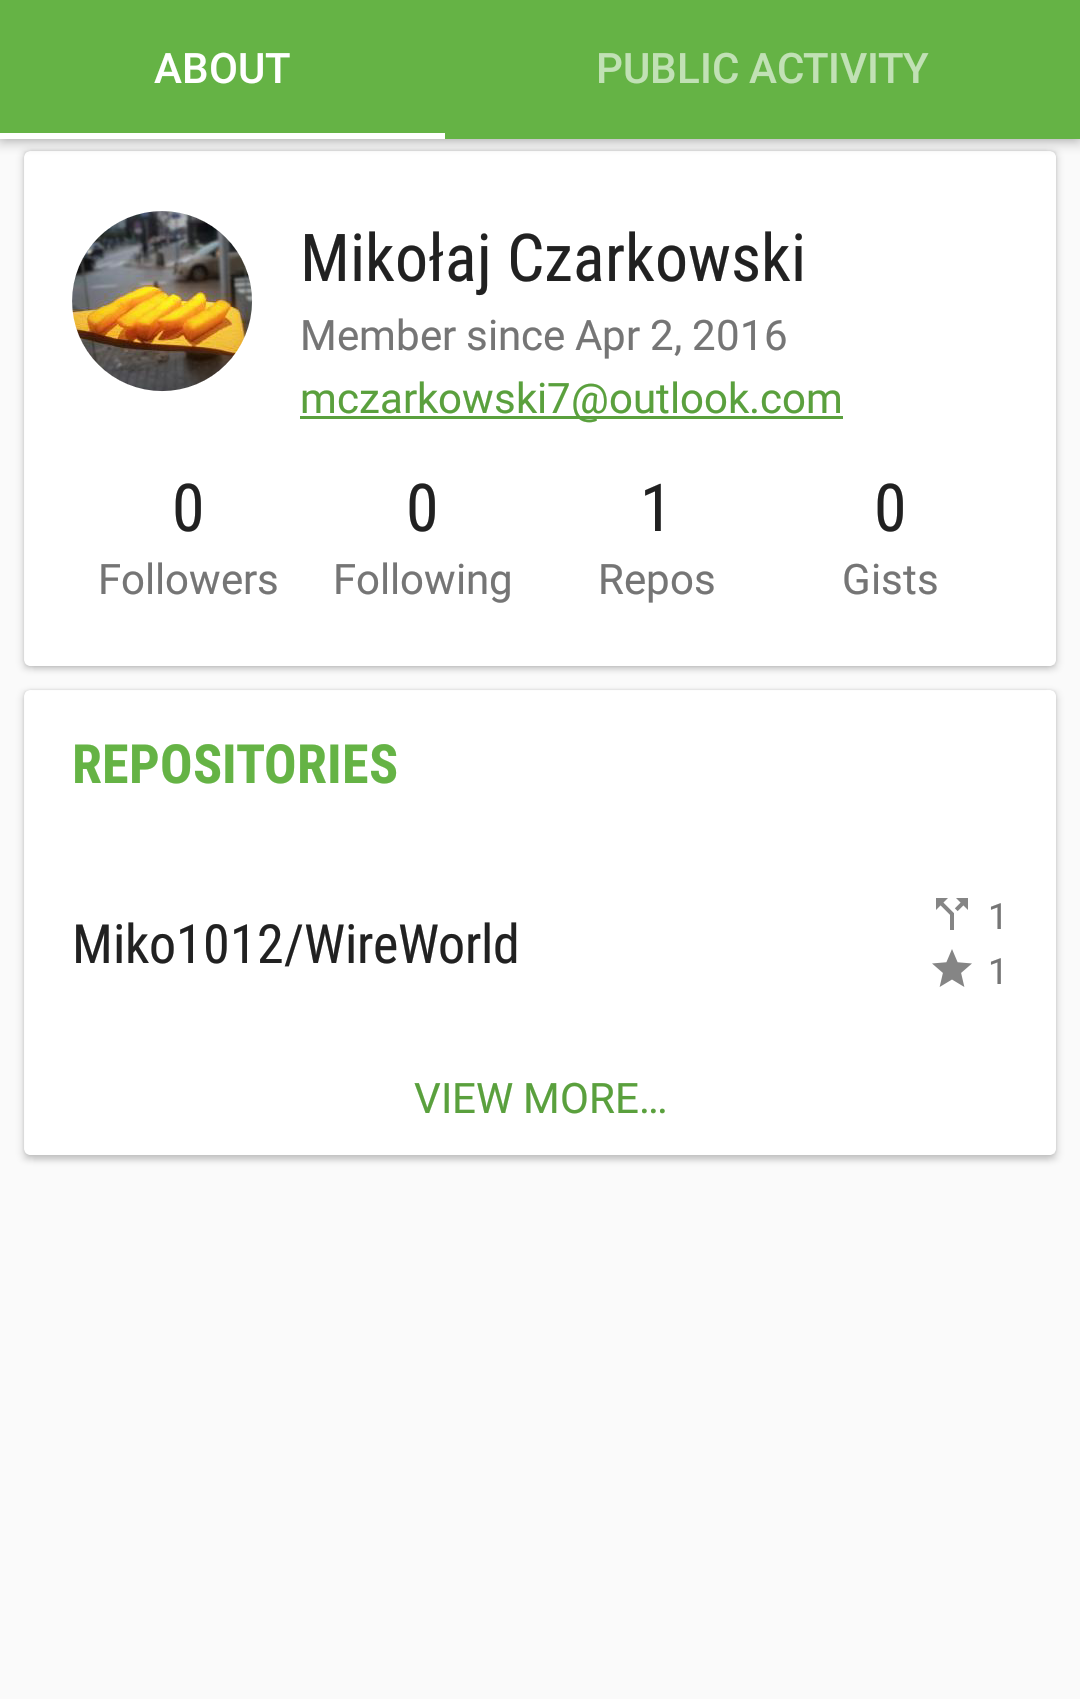 ABOUT
PUBLIC ACTIVITY
Mikołaj Czarkowski
Member since Apr 2, 2016
mczarkowski7@outlook.com
0
0
1
0
Followers
Following
Repos
Gists
REPOSITORIES
Miko1012/WireWorld
1
1
VIEW MORE…